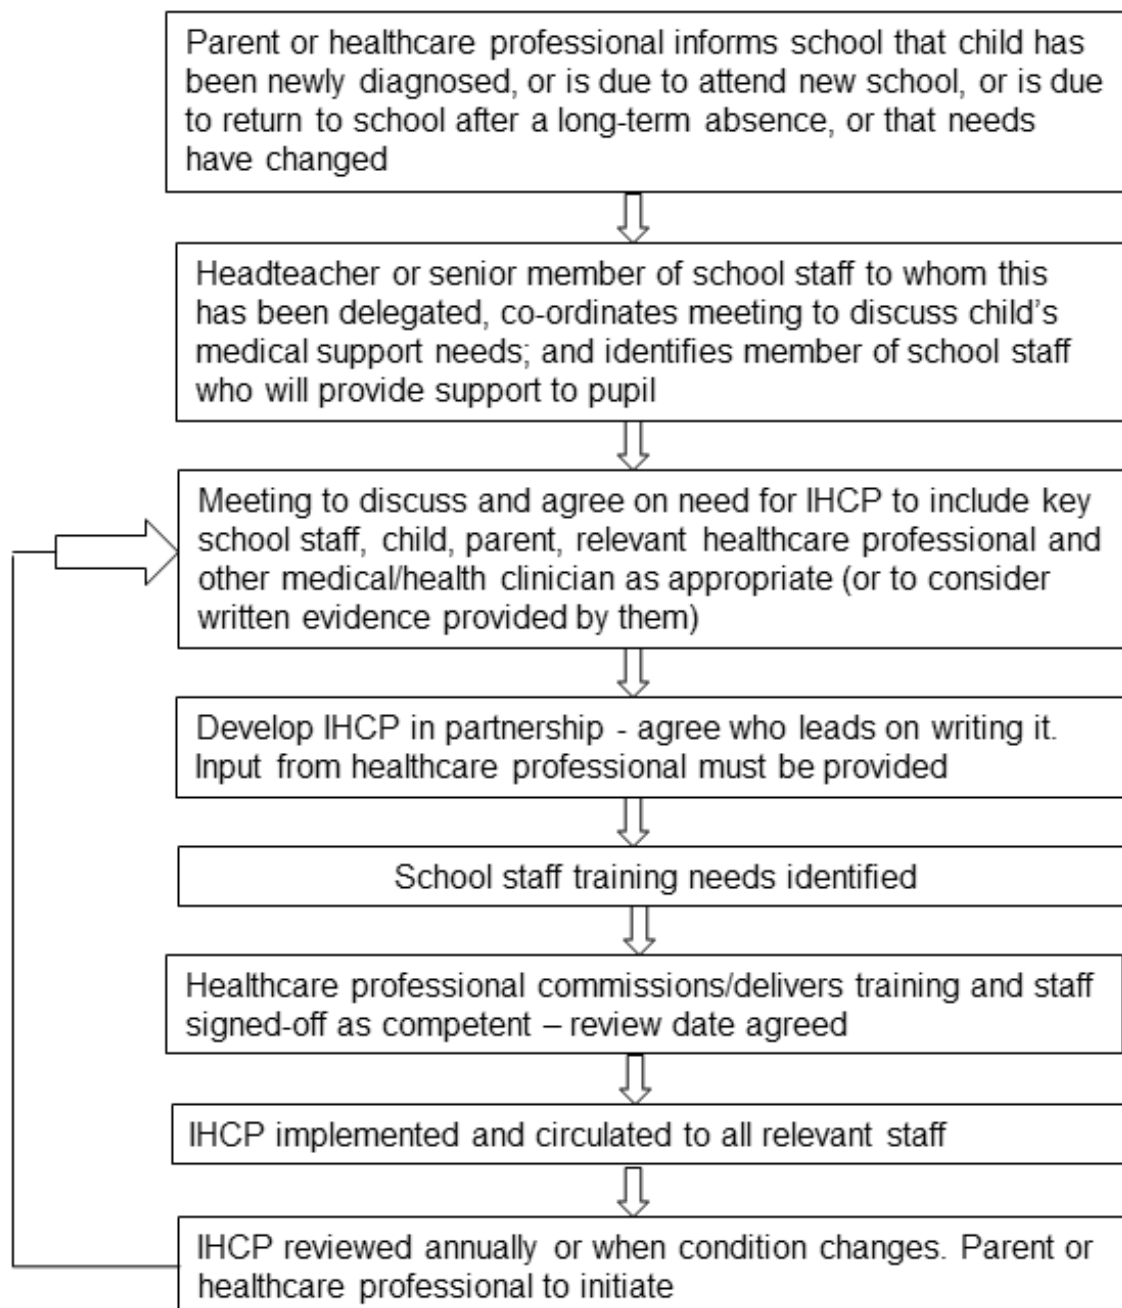 Parent or healthcare professional informs school that child has
been newly diagnosed, or is due to attend new school, or is due
to return to school after a long-term absence, or that needs
have changed
Headteacher or senior member of school staff to whom this
has been delegated, co-ordinates meeting to discuss child's
medical support needs; and identifies member of school staff
who will provide support to pupil
Meeting to discuss and agree on need for IHCP to include key
school staff, child, parent, relevant healthcare professional and
other medical/health clinician as appropriate (or to consider
written evidence provided by them)
Develop IHCP in partnership - agree who leads on writing it.
Input from healthcare professional must be provided
School staff training needs identified
Healthcare professional commissions/delivers training and staff
signed-off as competent – review date agreed
IHCP implemented and circulated to all relevant staff
IHCP reviewed annually or when condition changes. Parent or
healthcare professional to initiate